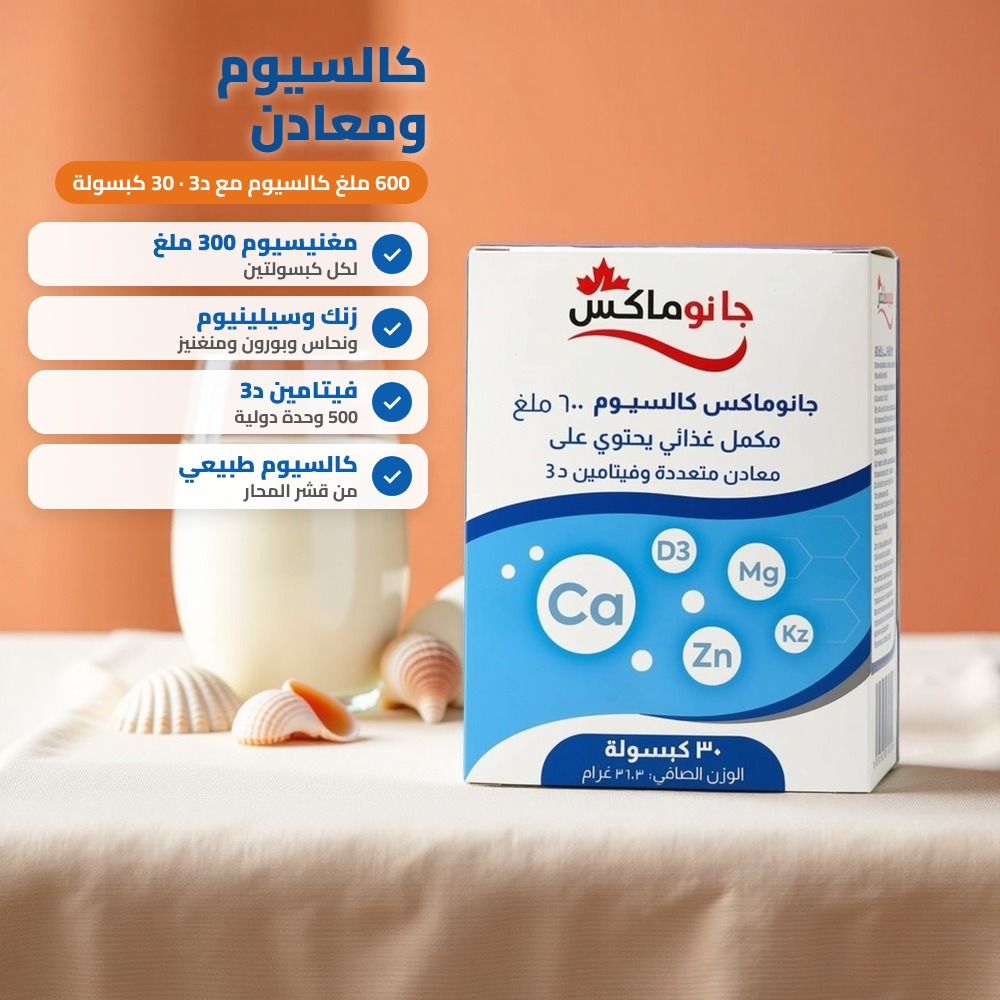 كالسيوم
ومعادن
600 ملغ كالسيوم مع د3 · 30 كبسولة
مغنيسيوم 300 ملغ
لكل كبسولتين
زنك وسيلينيوم
ونحاس وبورون ومنغنيز
فيتامين د3
500 وحدة دولية
كالسيوم طبيعي
من قشر المحار
جانوماكس
جانوماكس كالسيوم ٦٠٠ ملغ
مكمل غذائي يحتوي على
معادن متعددة وفيتامين د3
D3
Mg
Ca
Kz
Zn
٣٠ كبسولة
الوزن الصافي: ٣٦.٣ غرام